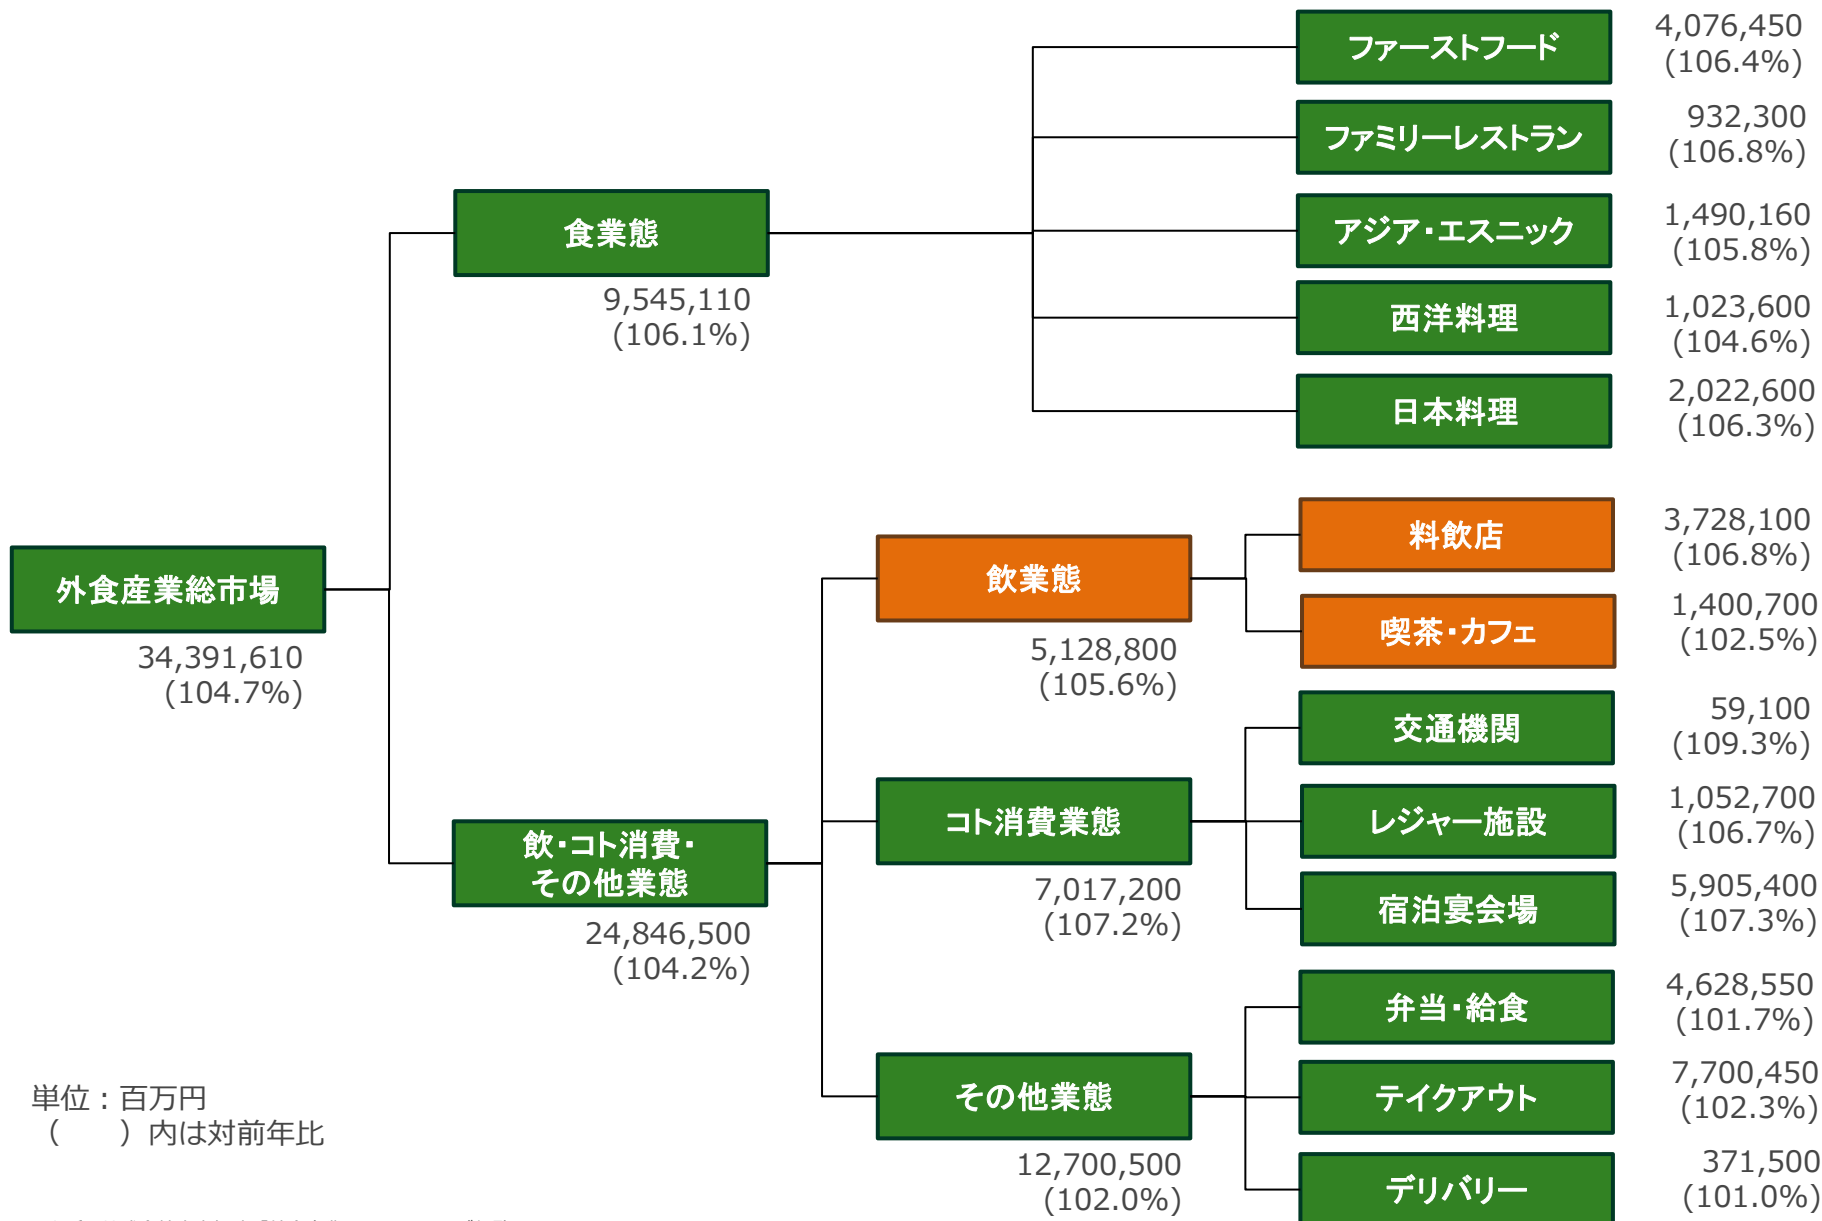 ファーストフード
4,076,450
(106.4%)
ファミリーレストラン
932,300
(106.8%)
食業態
9,545,110
(106.1%)
アジア・エスニック
1,490,160
(105.8%)
西洋料理
1,023,600
(104.6%)
日本料理
2,022,600
(106.3%)
外食産業総市場
34,391,610
(104.7%)
飲業態
5,128,800
(105.6%)
料飲店
3,728,100
(106.8%)
喫茶・カフェ
1,400,700
(102.5%)
飲・コト消費・
その他業態
24,846,500
(104.2%)
コト消費業態
7,017,200
(107.2%)
交通機関
59,100
(109.3%)
レジャー施設
1,052,700
(106.7%)
宿泊宴会場
5,905,400
(107.3%)
その他業態
12,700,500
(102.0%)
弁当・給食
4,628,550
(101.7%)
テイクアウト
7,700,450
(102.3%)
デリバリー
371,500
(101.0%)
単位：百万円
（　　）内は対前年比